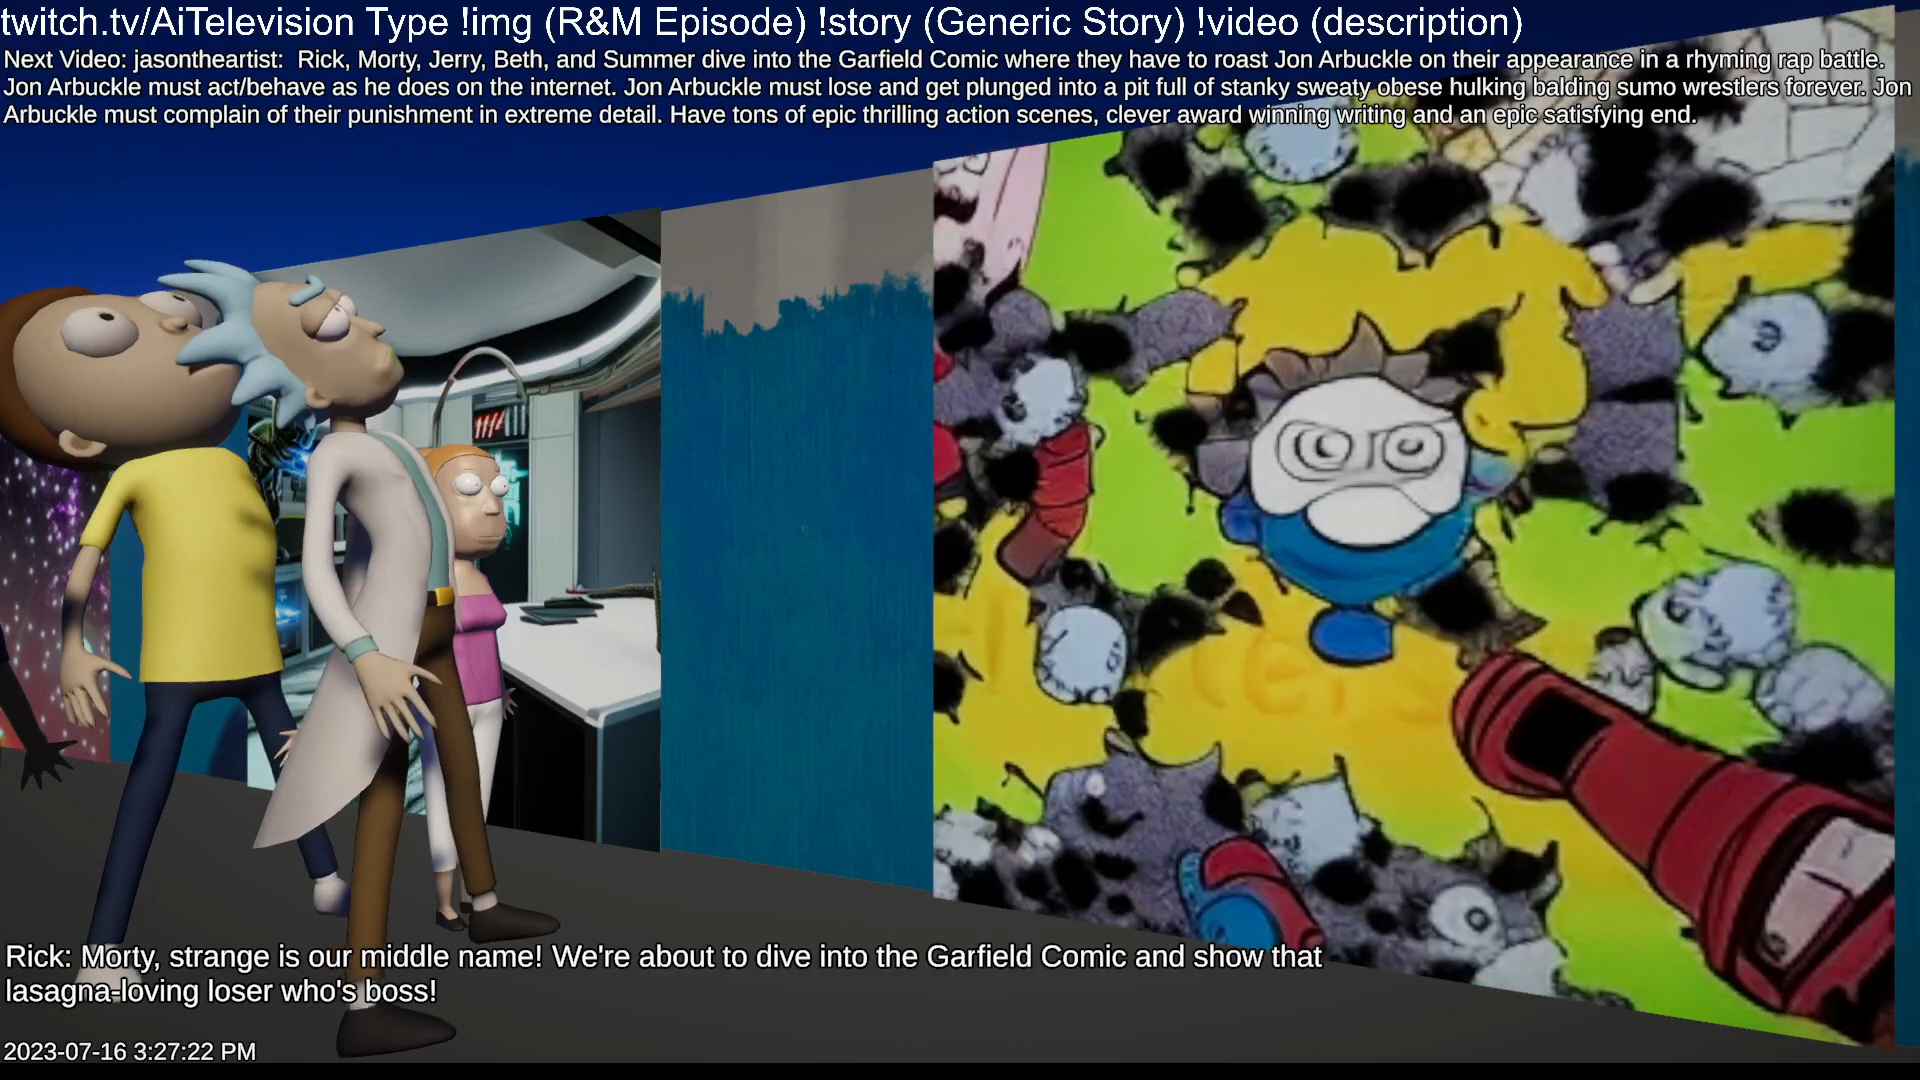 twitch.tv/AiTelevision Type !img (R&M Episode) !story (Generic Story) !video (description)
Next Video: jasontheartist:  Rick, Morty, Jerry, Beth, and Summer dive into the Garfield Comic where they have to roast Jon Arbuckle on their appearance in a rhyming rap battle.
Jon Arbuckle must act/behave as he does on the internet. Jon Arbuckle must lose and get plunged into a pit full of stanky sweaty obese hulking balding sumo wrestlers forever. Jon
Arbuckle must complain of their punishment in extreme detail. Have tons of epic thrilling action scenes, clever award winning writing and an epic satisfying end.
Rick: Morty, strange is our middle name! We're about to dive into the Garfield Comic and show that
lasagna-loving loser who's boss!
2023-07-16 3:27:22 PM